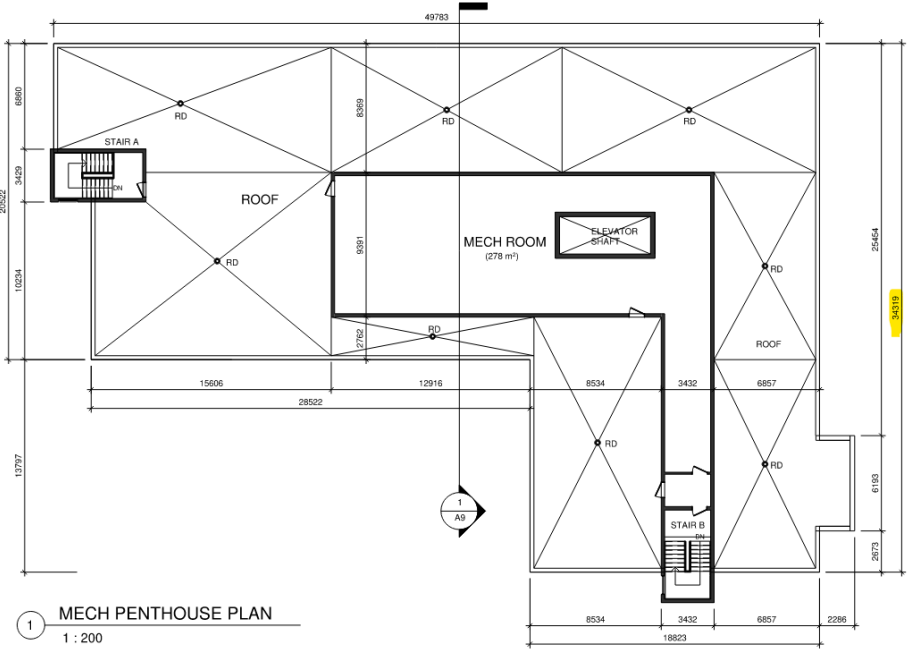 49783
6860
8369
RD
RD
RD
STAIR A
3429
DN
20522
ROOF
MECH ROOM
(278 m²)
ELEVATOR
SHAFT
9391
25454
RD
RD
10234
34319
RD
2762
ROOF
15606
12916
8534
3432
6857
28522
RD
RD
13797
6193
1
A9
STAIR B
DN
2673
1
MECH PENTHOUSE PLAN
1 : 200
8534
3432
6857
2286
18823